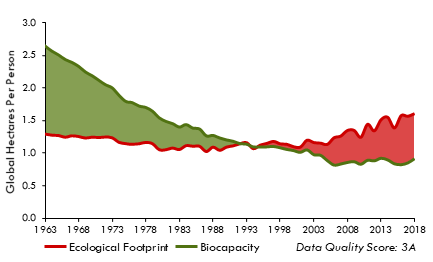 Global Hectares Per Person
3.0
2.5
2.0
1.5
1.0
0.5
0.0
1963 1968 1973 1978 1983 1988 1993 1998 2003 2008 2013 2018
Ecological Footprint Biocapacity Data Quality Score: 3A